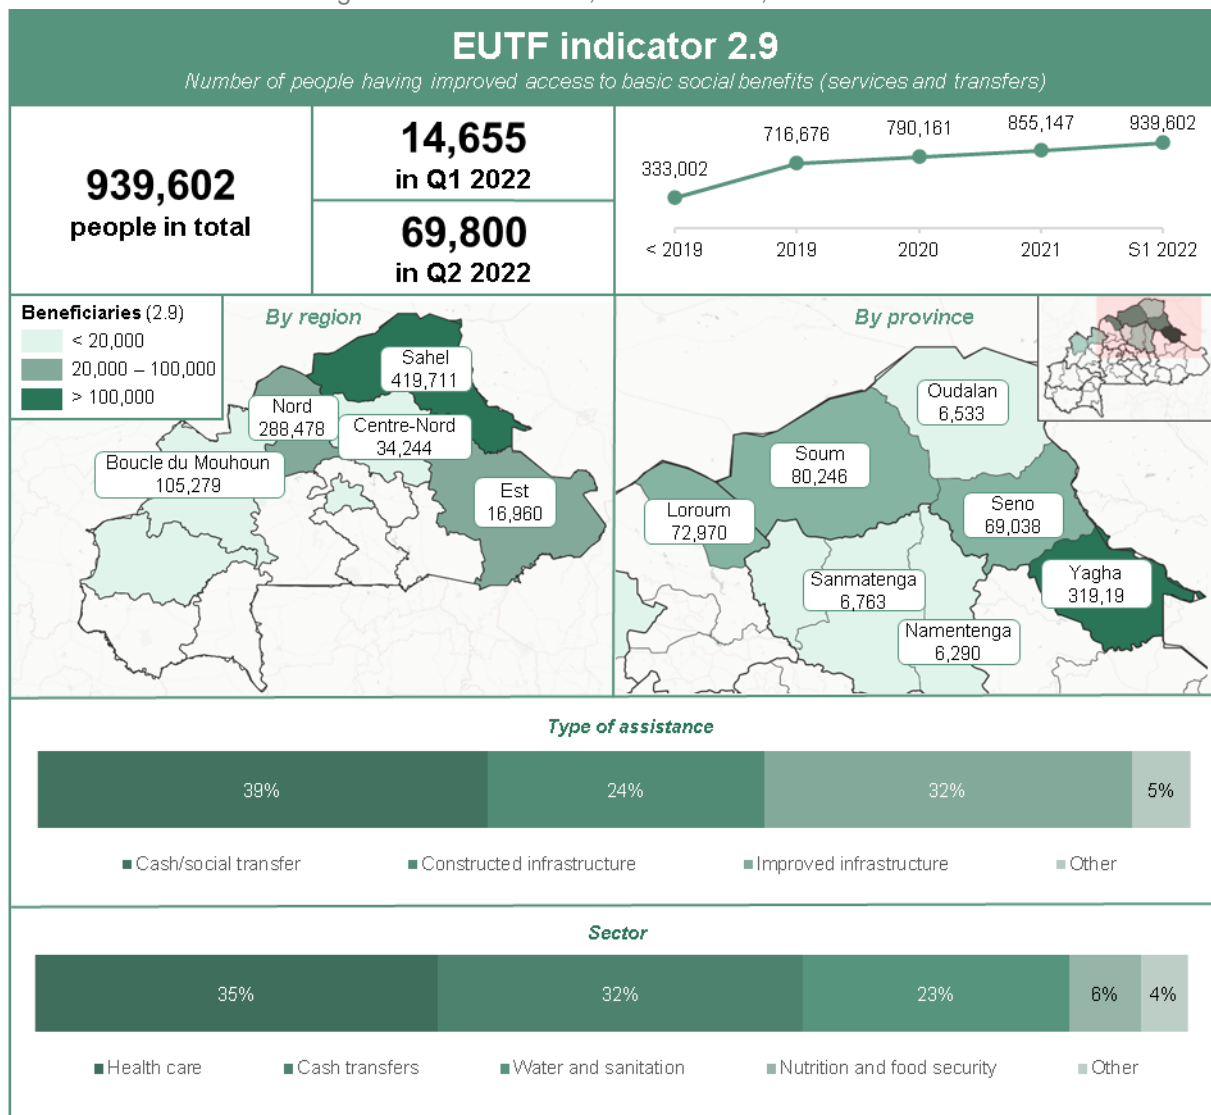 EUTF indicator 2.9
Number of people having improved access to basic social benefits (services and transfers)
939,602
people in total
14,655
in Q1 2022
69,800
in Q2 2022
333,002
716,676
790,161
855,147
939,602
< 2019
2019
2020
2021
S1 2022
Beneficiaries (2.9)
< 20,000
20,000 – 100,000
> 100,000
By region
Sahel
419,711
Nord
288,478
Centre-Nord
34,244
Boucle du Mouhoun
105,279
Est
16,960
By province
Oudalan
6,533
Soum
80,246
Loroum
72,970
Seno
69,038
Yagha
319,19
Sanmatenga
6,763
Namentenga
6,290
Type of assistance
39%
24%
32%
5%
Cash/social transfer
Constructed infrastructure
Improved infrastructure
Other
Sector
35%
32%
23%
6%
4%
Health care
Cash transfers
Water and sanitation
Nutrition and food security
Other